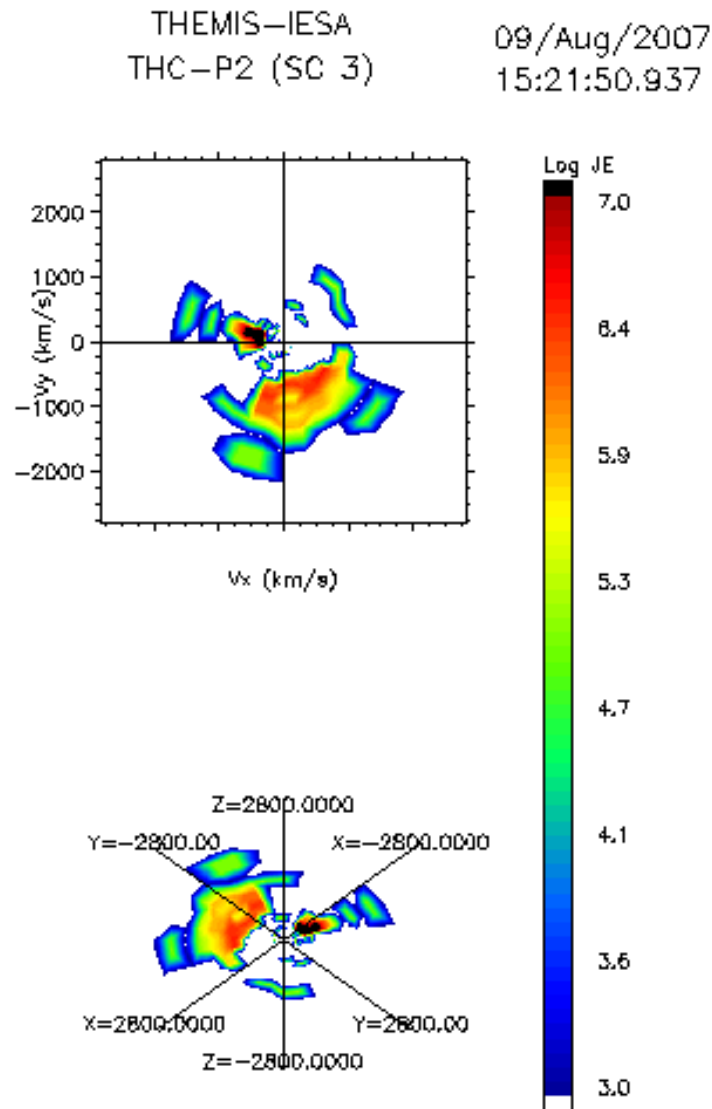 THEMIS-IESA
THC-P2 (SC 3)
09/Aug/2007
15:21:50.937
Log JE
7.0
6.4
5.9
5.3
4.7
4.1
3.6
3.0
2000
1000
0
-1000
-2000
Vy (km/s)
Vx (km/s)
Z=2800.0000
Y=-2800.00
X=-2800.0000
X=2800.0000
Y=2800.00
Z=-2800.0000